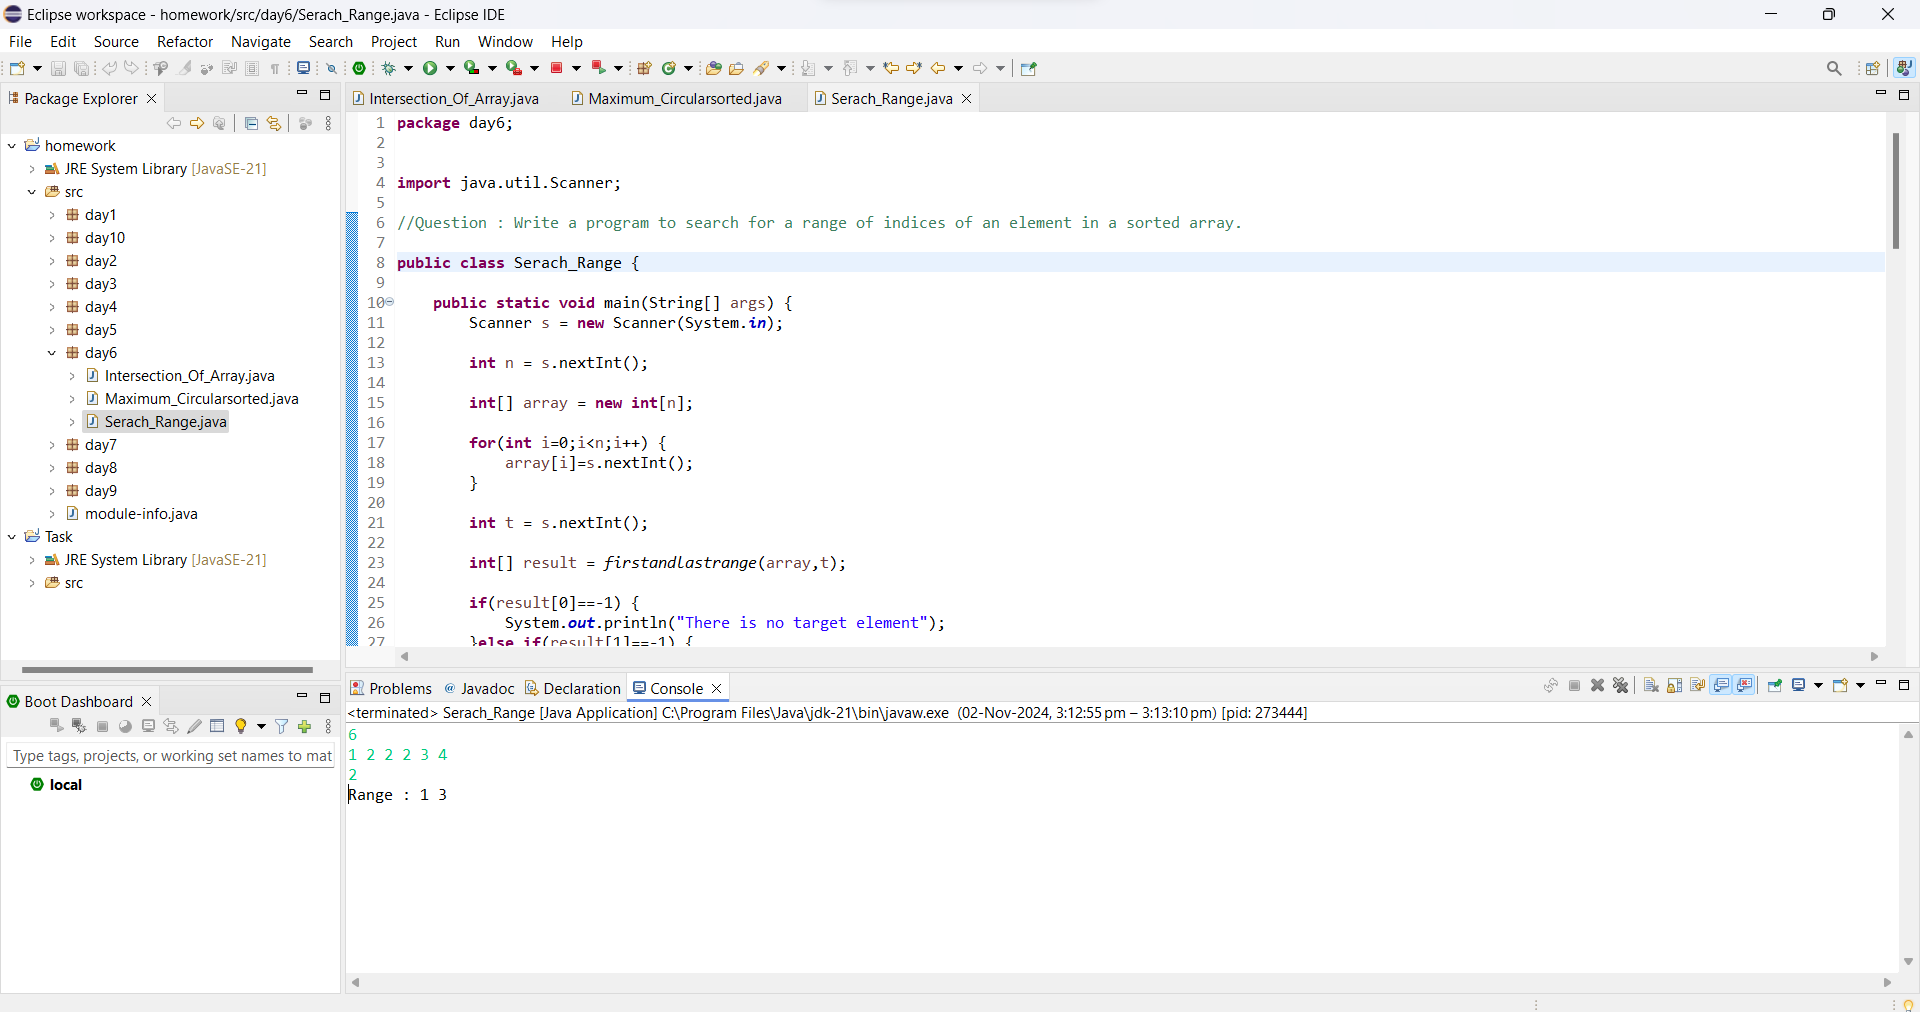 Eclipse workspace - homework/src/day6/Serach_Range.java - Eclipse IDE
File Edit Source Refactor Navigate Search Project Run Window Help
Package Explorer
homework
JRE System Library [JavaSE-21]
src
day1
day10
day2
day3
day4
day5
day6
Intersection_Of_Array.java
Maximum_Circularsorted.java
Serach_Range.java
day7
day8
day9
module-info.java
Task
JRE System Library [JavaSE-21]
src
Boot Dashboard
Type tags, projects, or working set names to mat
local
Intersection_Of_Array.java Maximum_Circularsorted.java Serach_Range.java
1 package day6;
2
3
4 import java.util.Scanner;
5
6 //Question : Write a program to search for a range of indices of an element in a sorted array.
7
8 public class Serach_Range {
9
10 public static void main(String[] args) {
11 Scanner s = new Scanner(System.in);
12
13 int n = s.nextInt();
14
15 int[] array = new int[n];
16
17 for(int i=0;i<n;i++) {
18 array[i]=s.nextInt();
19 }
20
21 int t = s.nextInt();
22
23 int[] result = firstandlastrange(array,t);
24
25 if(result[0]==-1) {
26 System.out.println("There is no target element");
27 }else if(result[1]==-1) {
Problems Javadoc Declaration Console
<terminated> Serach_Range [Java Application] C:\Program Files\Java\jdk-21\bin\javaw.exe (02-Nov-2024, 3:12:55 pm – 3:13:10 pm) [pid: 273444]
6
1 2 2 2 3 4
2
Range : 1 3